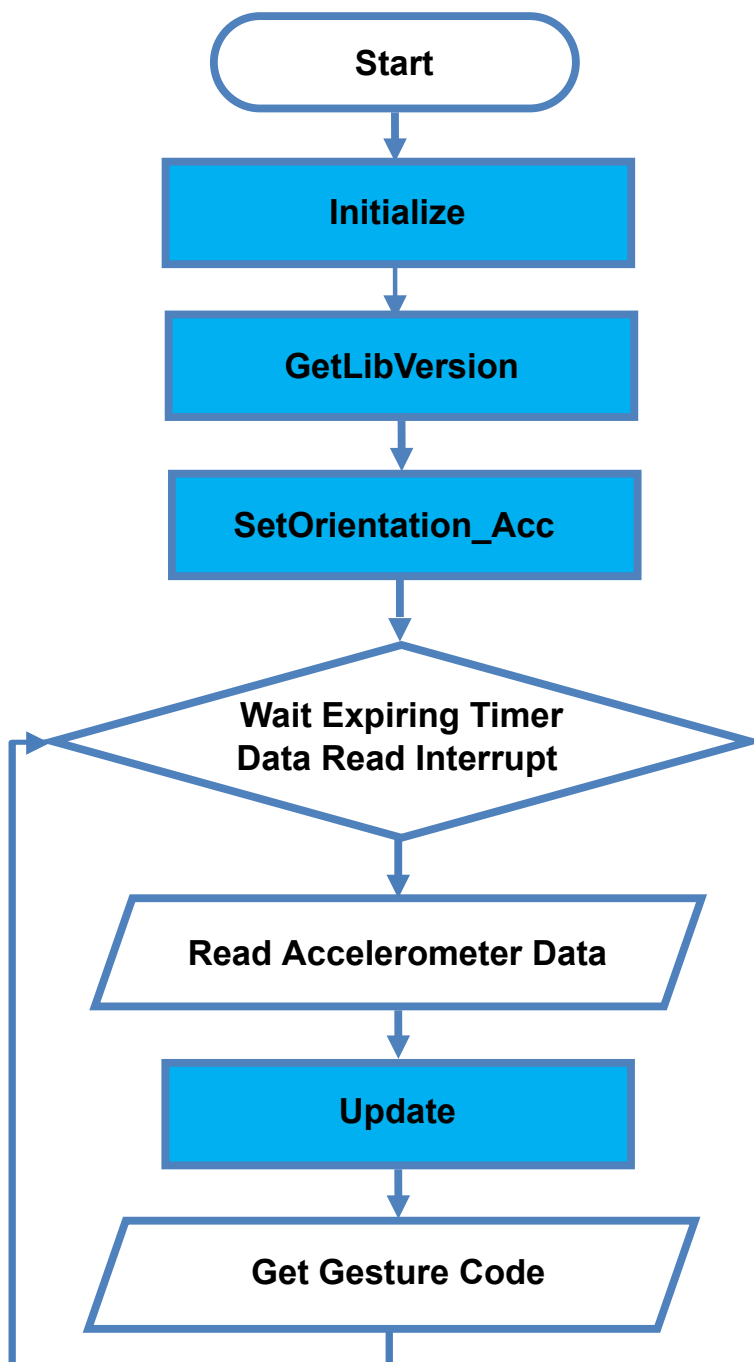 Start
Initialize
GetLibVersion
SetOrientation_Acc
Wait Expiring Timer
Data Read Interrupt
Read Accelerometer Data
Update
Get Gesture Code